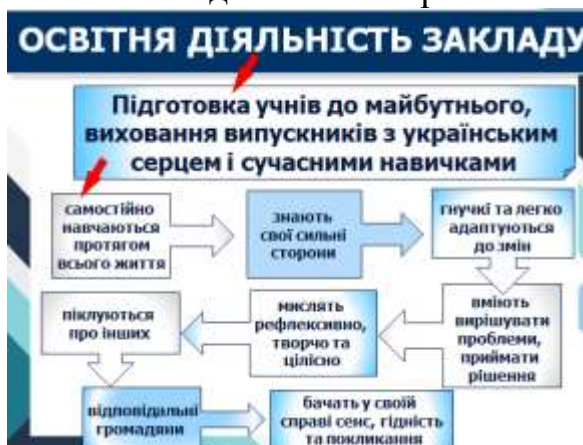 ОСВІТНЯ ДІЯЛЬНІСТЬ ЗАКЛАДУ
Підготовка учнів до майбутнього,
виховання випускників з українським
серцем і сучасними навичками
самостійно
навчаються
протягом
всього життя
знають
свої сильні
сторони
гнучкі та легко
адаптуються
до змін
вміють
вирішувати
проблеми,
приймати
рішення
мислять
рефлексивно,
творчо та
цілісно
піклуються
про інших
відповідальні
громадяни
бачать у своїй
справі сенс, гідність
та покликання